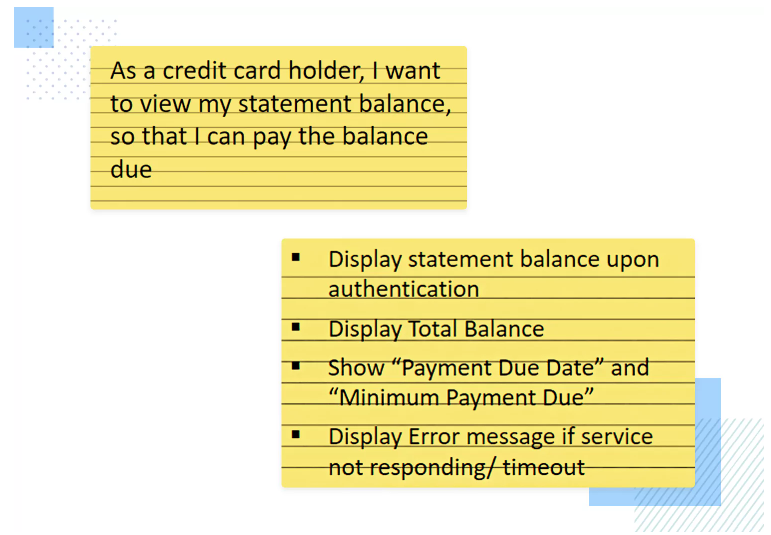 As a credit card holder, I want
to view my statement balance,
so that I can pay the balance
due
▪ Display statement balance upon
authentication
▪ Display Total Balance
▪ Show “Payment Due Date” and
“Minimum Payment Due”
▪ Display Error message if service
not responding/ timeout